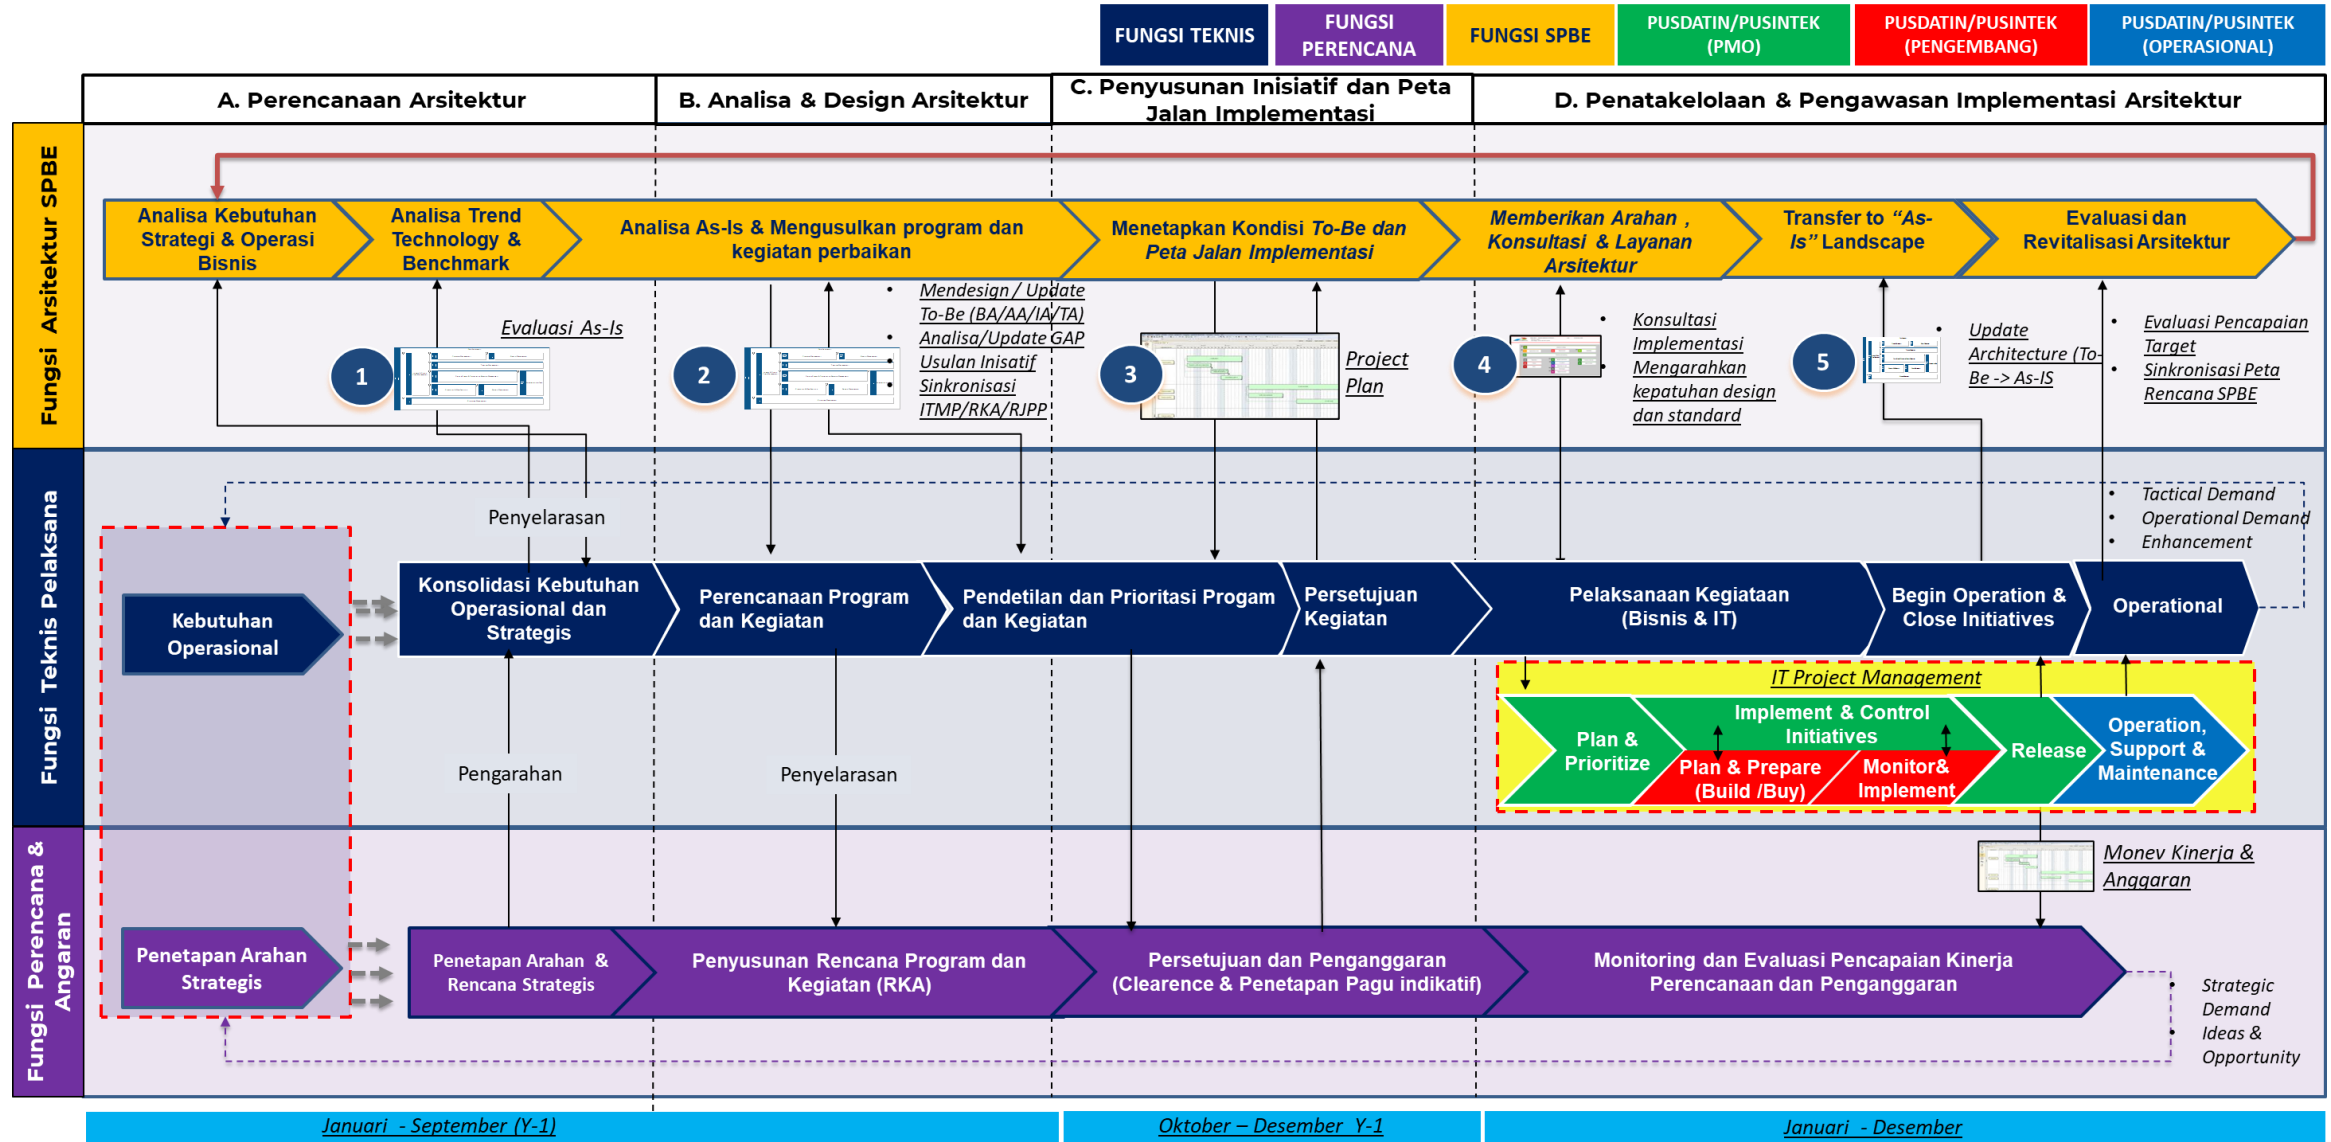 FUNGSI TEKNIS
FUNGSI
PERENCANA
FUNGSI SPBE
PUSDATIN/PUSINTEK
(PMO)
PUSDATIN/PUSINTEK
(PENGEMBANG)
PUSDATIN/PUSINTEK
(OPERASIONAL)
A. Perencanaan Arsitektur
B. Analisa & Design Arsitektur
C. Penyusunan Inisiatif dan Peta
Jalan Implementasi
D. Penatakelolaan & Pengawasan Implementasi Arsitektur
Fungsi Arsitektur SPBE
Analisa Kebutuhan
Strategi & Operasi
Bisnis
Analisa Trend
Technology &
Benchmark
Analisa As-Is & Mengusulkan program dan
kegiatan perbaikan
Menetapkan Kondisi To-Be dan
Peta Jalan Implementasi
Memberikan Arahan ,
Konsultasi & Layanan
Arsitektur
Transfer to “As-
Is” Landscape
Evaluasi dan
Revitalisasi Arsitektur
Evaluasi As-Is
1
2
• Mendesign / Update
To-Be (BA/AA/IA/TA)
• Analisa/Update GAP
• Usulan Inisatif
• Sinkronisasi
ITMP/RKA/RJPP
3
Project
Plan
4
• Konsultasi
Implementasi
• Mengarahkan
kepatuhan design
dan standard
5
• Update
Architecture (To-
Be -> As-IS
• Evaluasi Pencapaian
Target
• Sinkronisasi Peta
Rencana SPBE
Fungsi Teknis Pelaksana
Penyelarasan
• Tactical Demand
• Operational Demand
• Enhancement
Kebutuhan
Operasional
Konsolidasi Kebutuhan
Operasional dan
Strategis
Perencanaan Program
dan Kegiatan
Pendetilan dan Prioritasi Progam
dan Kegiatan
Persetujuan
Kegiatan
Pelaksanaan Kegiataan
(Bisnis & IT)
Begin Operation &
Close Initiatives
Operational
IT Project Management
Plan &
Prioritize
Implement & Control
Initiatives
Plan & Prepare
(Build /Buy)
Monitor&
Implement
Release
Operation,
Support &
Maintenance
Pengarahan
Penyelarasan
Fungsi Perencana &
Angaran
Monev Kinerja &
Anggaran
Penetapan Arahan
Strategis
Penetapan Arahan &
Rencana Strategis
Penyusunan Rencana Program dan
Kegiatan (RKA)
Persetujuan dan Penganggaran
(Clearence & Penetapan Pagu indikatif)
Monitoring dan Evaluasi Pencapaian Kinerja
Perencanaan dan Penganggaran
• Strategic
Demand
• Ideas &
Opportunity
Januari - September (Y-1)
Oktober – Desember Y-1
Januari - Desember